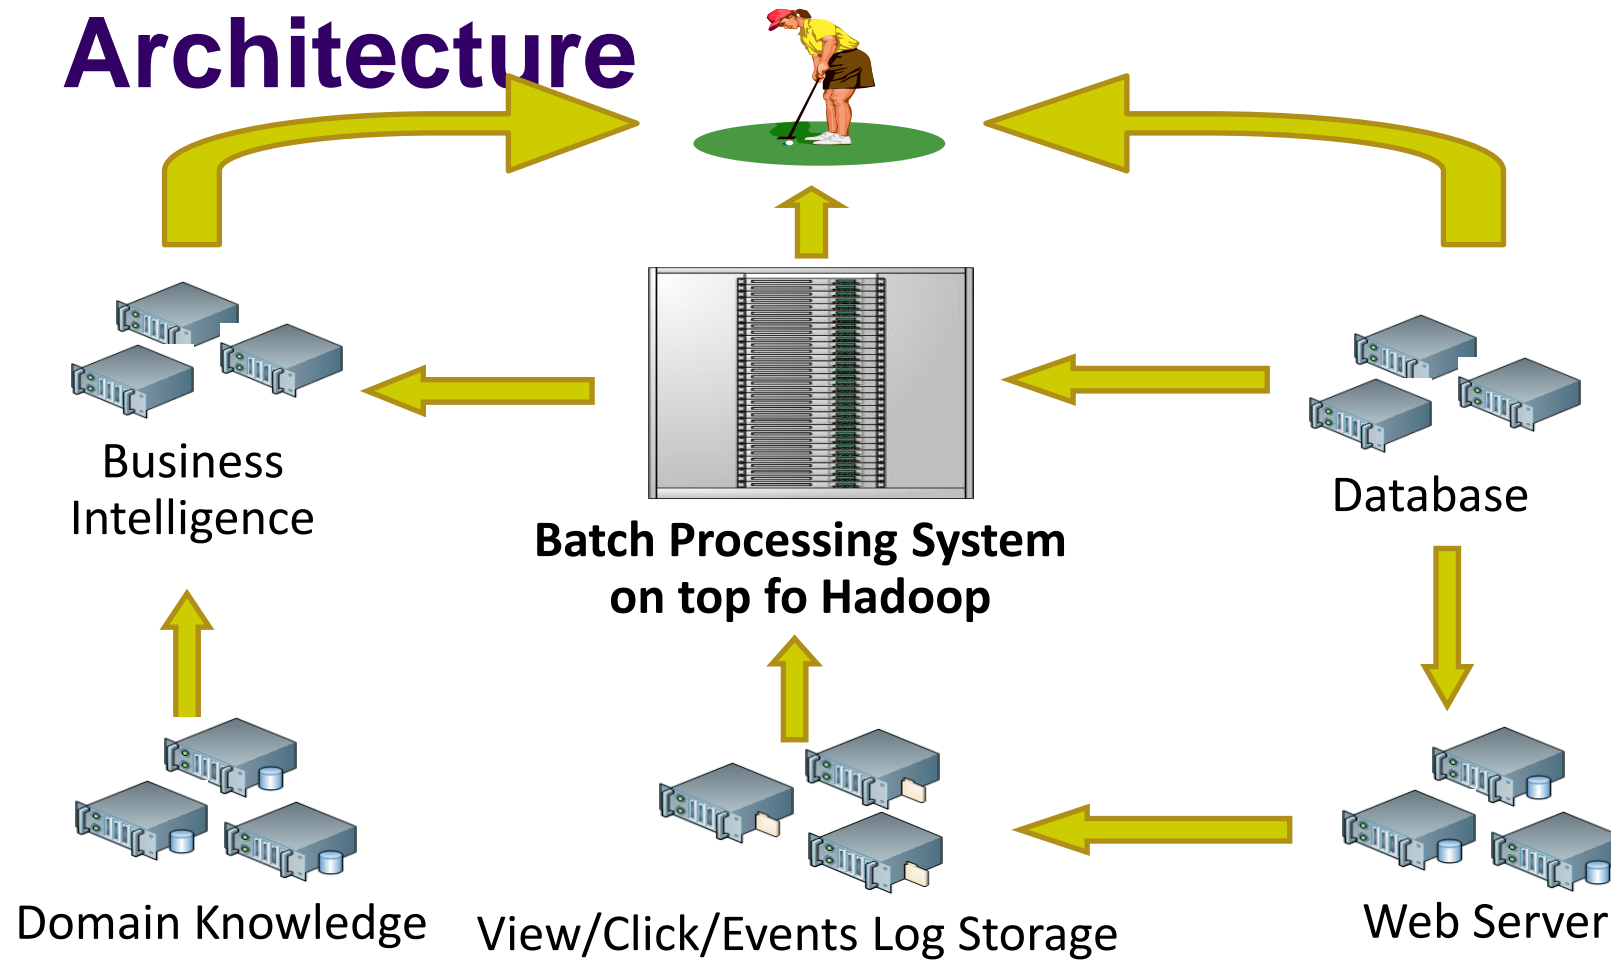 Architecture
Business
Intelligence
Database
Batch Processing System
on top fo Hadoop
Domain Knowledge
View/Click/Events Log Storage
Web Server